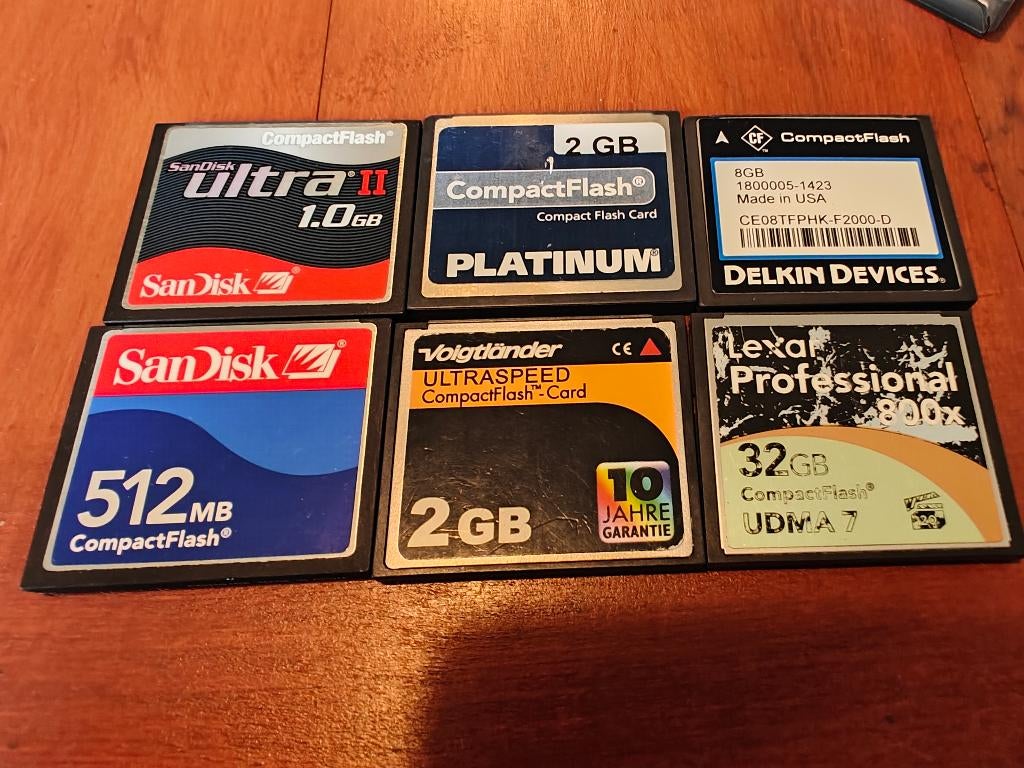 CompactFlash®
SanDisk
ultra® II
1.0GB
SanDisk®
2 GB
CompactFlash®
Compact Flash Card
PLATINUM®
CF™ CompactFlash
8GB
1800005-1423
Made in USA
CE08TFPHK-F2000-D
DELKIN DEVICES®
SanDisk®
512MB
CompactFlash®
Voigtländer CE
ULTRASPEED
CompactFlash™-Card
2GB
10
JAHRE
GARANTIE
Lexar
Professional
800x
32GB
CompactFlash®
UDMA 7